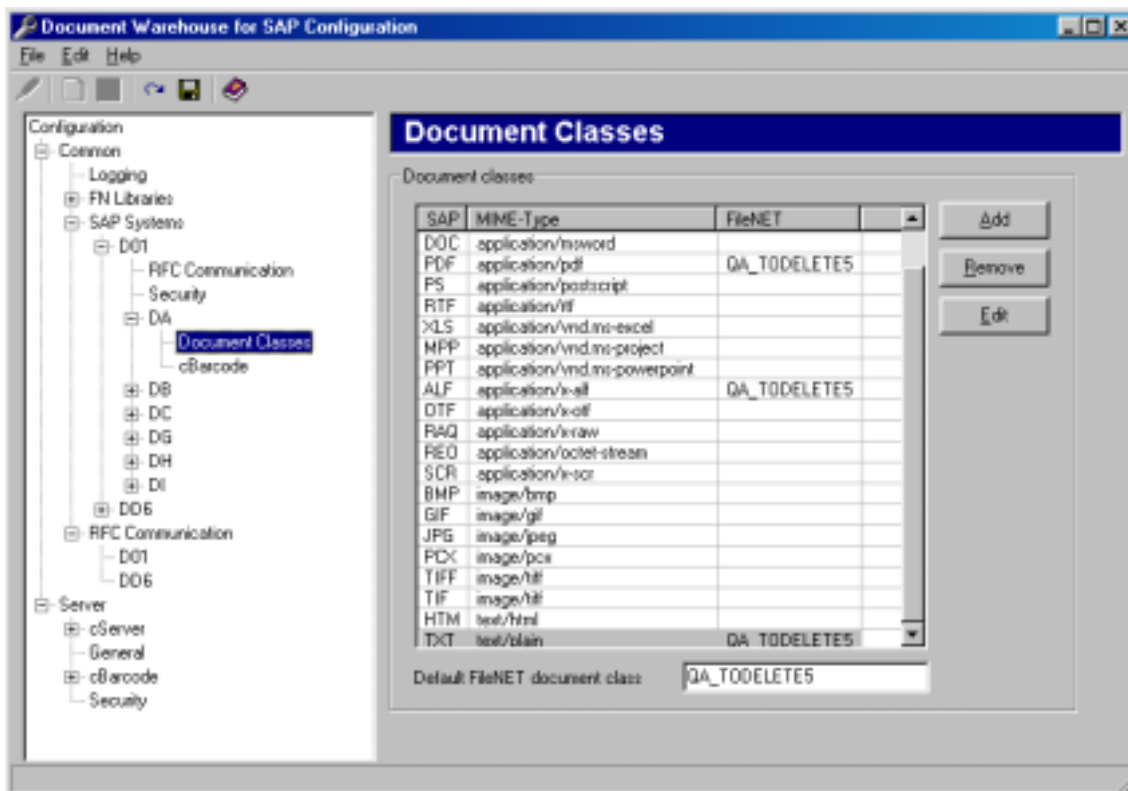 Document Warehouse for SAP Configuration
File Edit Help
Configuration
Common
Logging
FN Libraries
SAP Systems
D01
RFC Communication
Security
DA
Document Classes
cBarcode
DB
DC
DG
DH
DI
DD6
RFC Communication
D01
DD6
Server
cServer
General
cBarcode
Security
Document Classes
Document classes
SAP MIME-Type FileNET
DOC application/msword
PDF application/pdf QA_TODELETE5
PS application/postscript
RTF application/rtf
XLS application/vnd.ms-excel
MPP application/vnd.ms-project
PPT application/vnd.ms-powerpoint
ALF application/x-alf QA_TODELETE5
OTF application/x-otf
RAQ application/x-raw
REO application/octet-stream
SCR application/x-scr
BMP image/bmp
GIF image/gif
JPG image/jpeg
PCX image/pcx
TIFF image/tiff
TIF image/tiff
HTM text/html
TXT text/plain QA_TODELETE5
Default FileNET document class QA_TODELETE5
Add
Remove
Edit